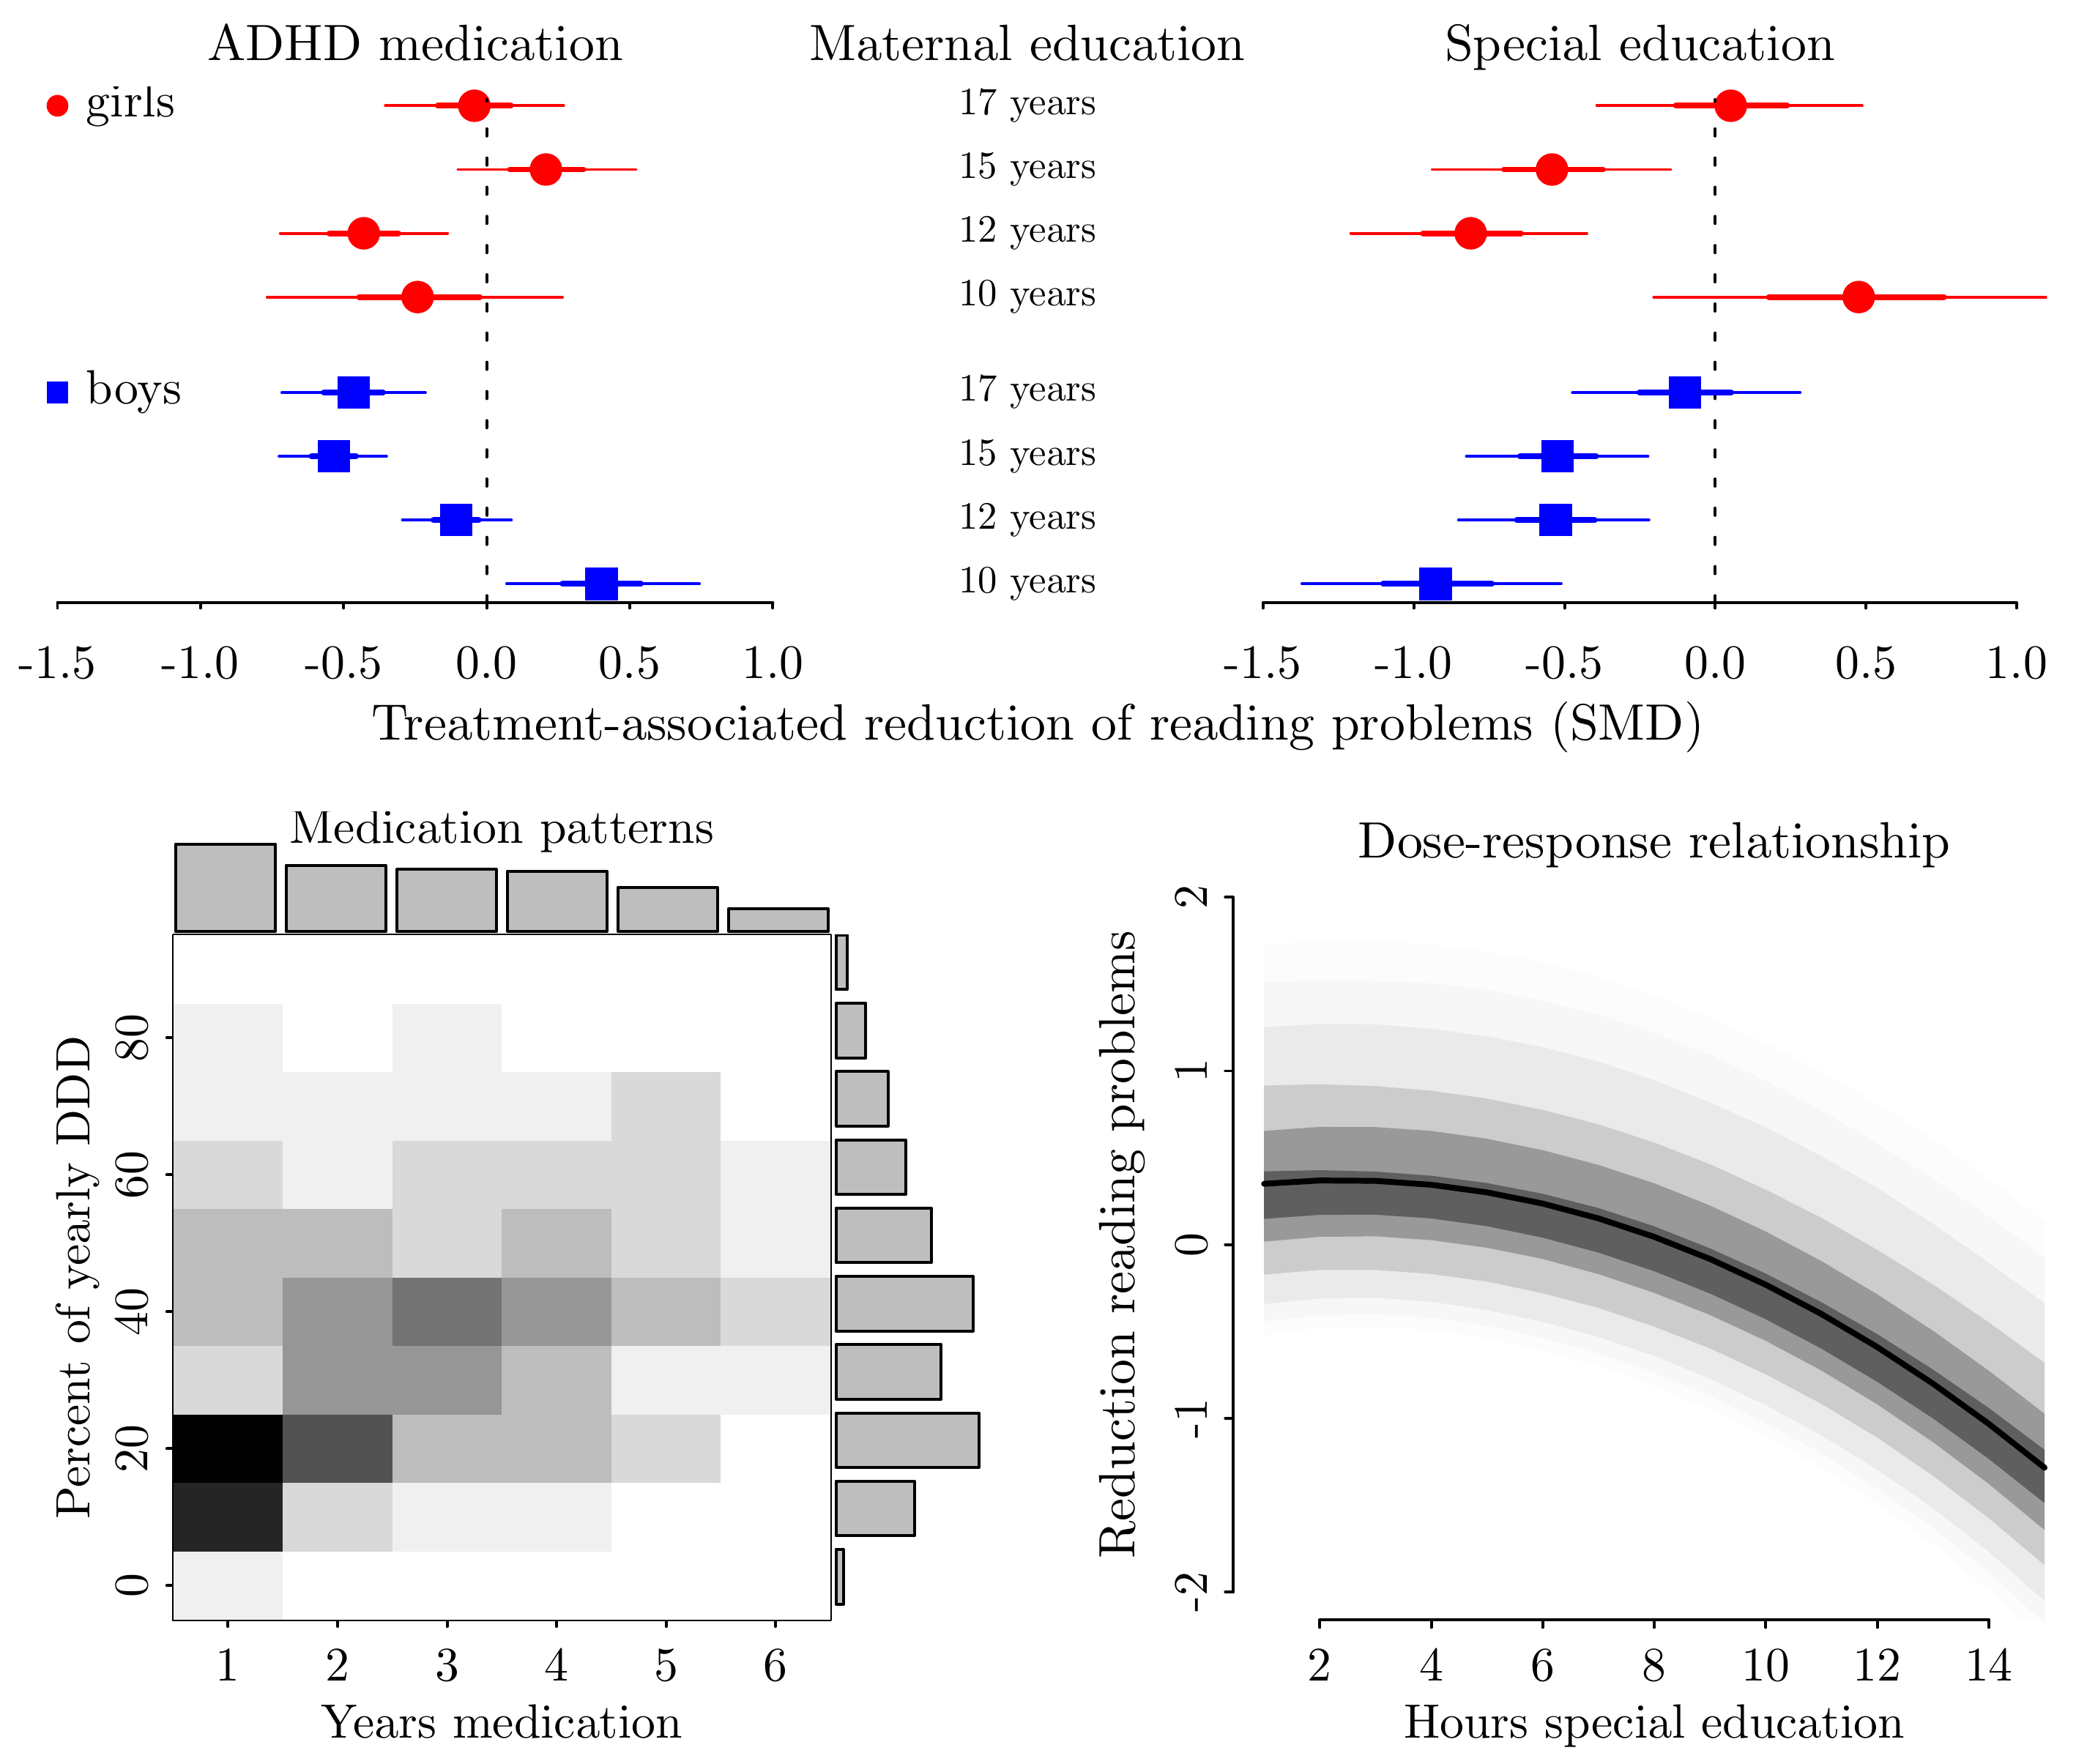 ADHD medication
Maternal education
Special education
girls
17 years
15 years
12 years
10 years
boys
17 years
15 years
12 years
10 years
-1.5 -1.0 -0.5 0.0 0.5 1.0
-1.5 -1.0 -0.5 0.0 0.5 1.0
Treatment-associated reduction of reading problems (SMD)
Medication patterns
Percent of yearly DDD
0 20 40 60 80
1 2 3 4 5 6
Years medication
Dose-response relationship
Reduction reading problems
-2 -1 0 1 2
2 4 6 8 10 12 14
Hours special education